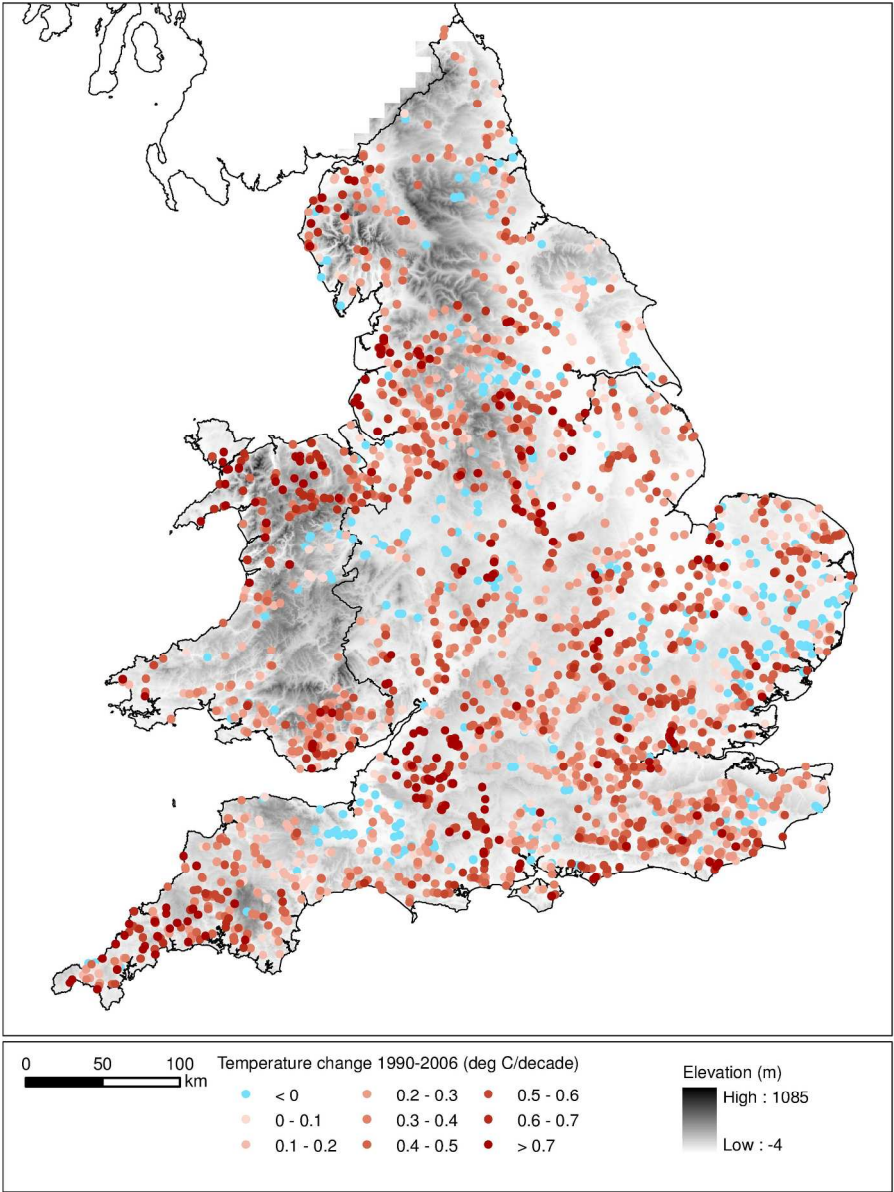 0 50 100
km
Temperature change 1990-2006 (deg C/decade)
< 0
0 - 0.1
0.1 - 0.2
0.2 - 0.3
0.3 - 0.4
0.4 - 0.5
0.5 - 0.6
0.6 - 0.7
> 0.7
Elevation (m)
High : 1085
Low : -4